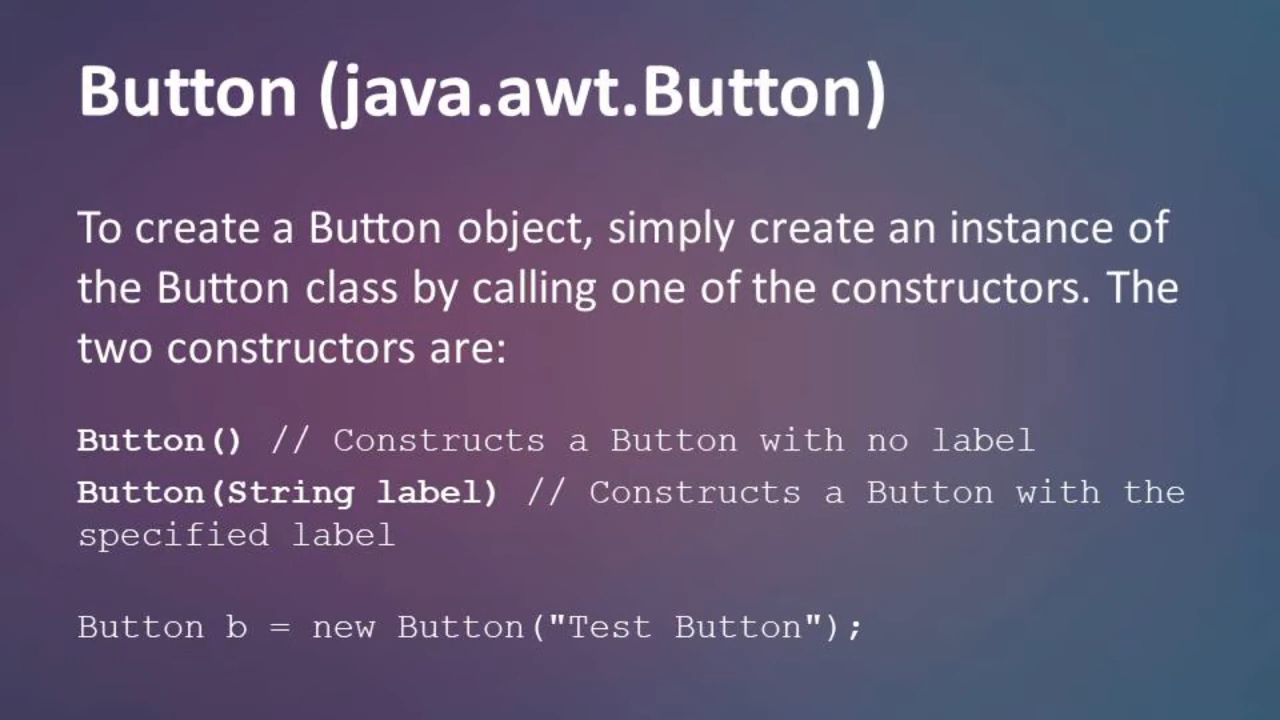 Button (java.awt.Button)
To create a Button object, simply create an instance of
the Button class by calling one of the constructors. The
two constructors are:
Button() // Constructs a Button with no label
Button(String label) // Constructs a Button with the
specified label
Button b = new Button("Test Button");